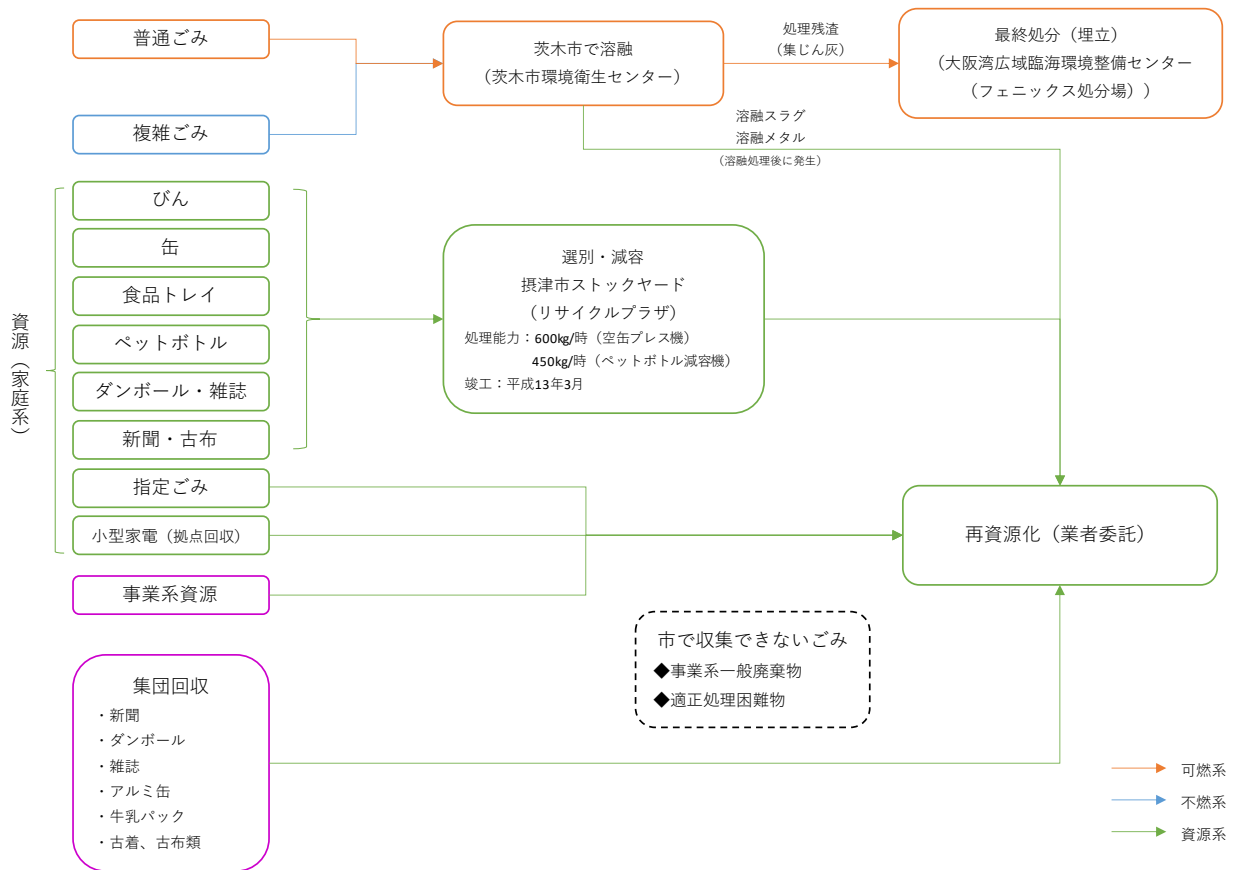 普通ごみ
複雑ごみ
茨木市で溶融
(茨木市環境衛生センター)
処理残渣
(集じん灰)
最終処分(埋立)
(大阪湾広域臨海環境整備センター
(フェニックス処分場))
溶融スラグ
溶融メタル
(溶融処理後に発生)
資源(家庭系)
びん
缶
食品トレイ
ペットボトル
ダンボール・雑誌
新聞・古布
指定ごみ
小型家電(拠点回収)
選別・減容
摂津市ストックヤード
(リサイクルプラザ)
処理能力:600kg/時(空缶プレス機)
450kg/時(ペットボトル減容機)
竣工:平成13年3月
再資源化(業者委託)
事業系資源
市で収集できないごみ
◆事業系一般廃棄物
◆適正処理困難物
集団回収
・新聞
・ダンボール
・雑誌
・アルミ缶
・牛乳パック
・古着、古布類
可燃系
不燃系
資源系